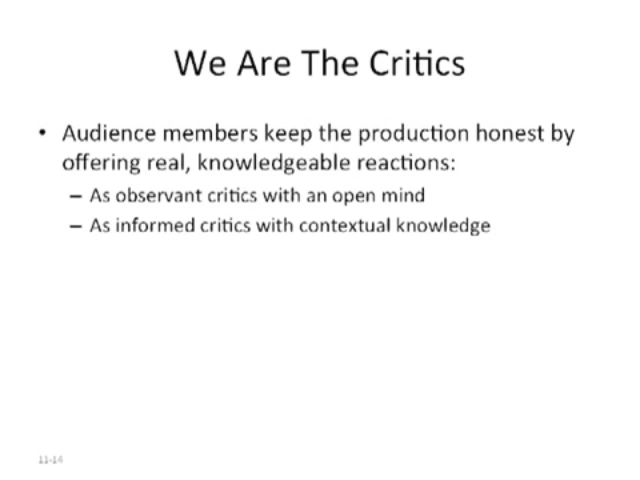 We Are The Critics
• Audience members keep the production honest by
offering real, knowledgeable reactions:
– As observant critics with an open mind
– As informed critics with contextual knowledge
11-14